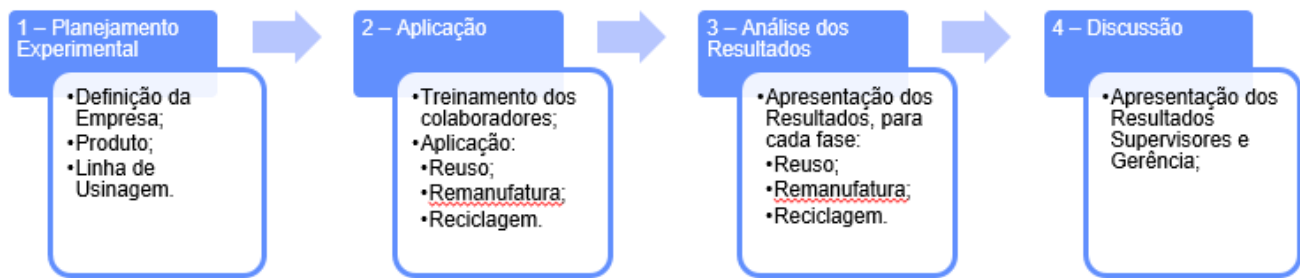 1 – Planejamento
Experimental
•Definição da
Empresa;
•Produto;
•Linha de
Usinagem.
2 – Aplicação
•Treinamento dos
colaboradores;
•Aplicação:
•Reuso;
•Remanufatura;
•Reciclagem.
3 – Análise dos
Resultados
•Apresentação dos
Resultados, para
cada fase:
•Reuso;
•Remanufatura;
•Reciclagem.
4 – Discussão
•Apresentação dos
Resultados
Supervisores e
Gerência;